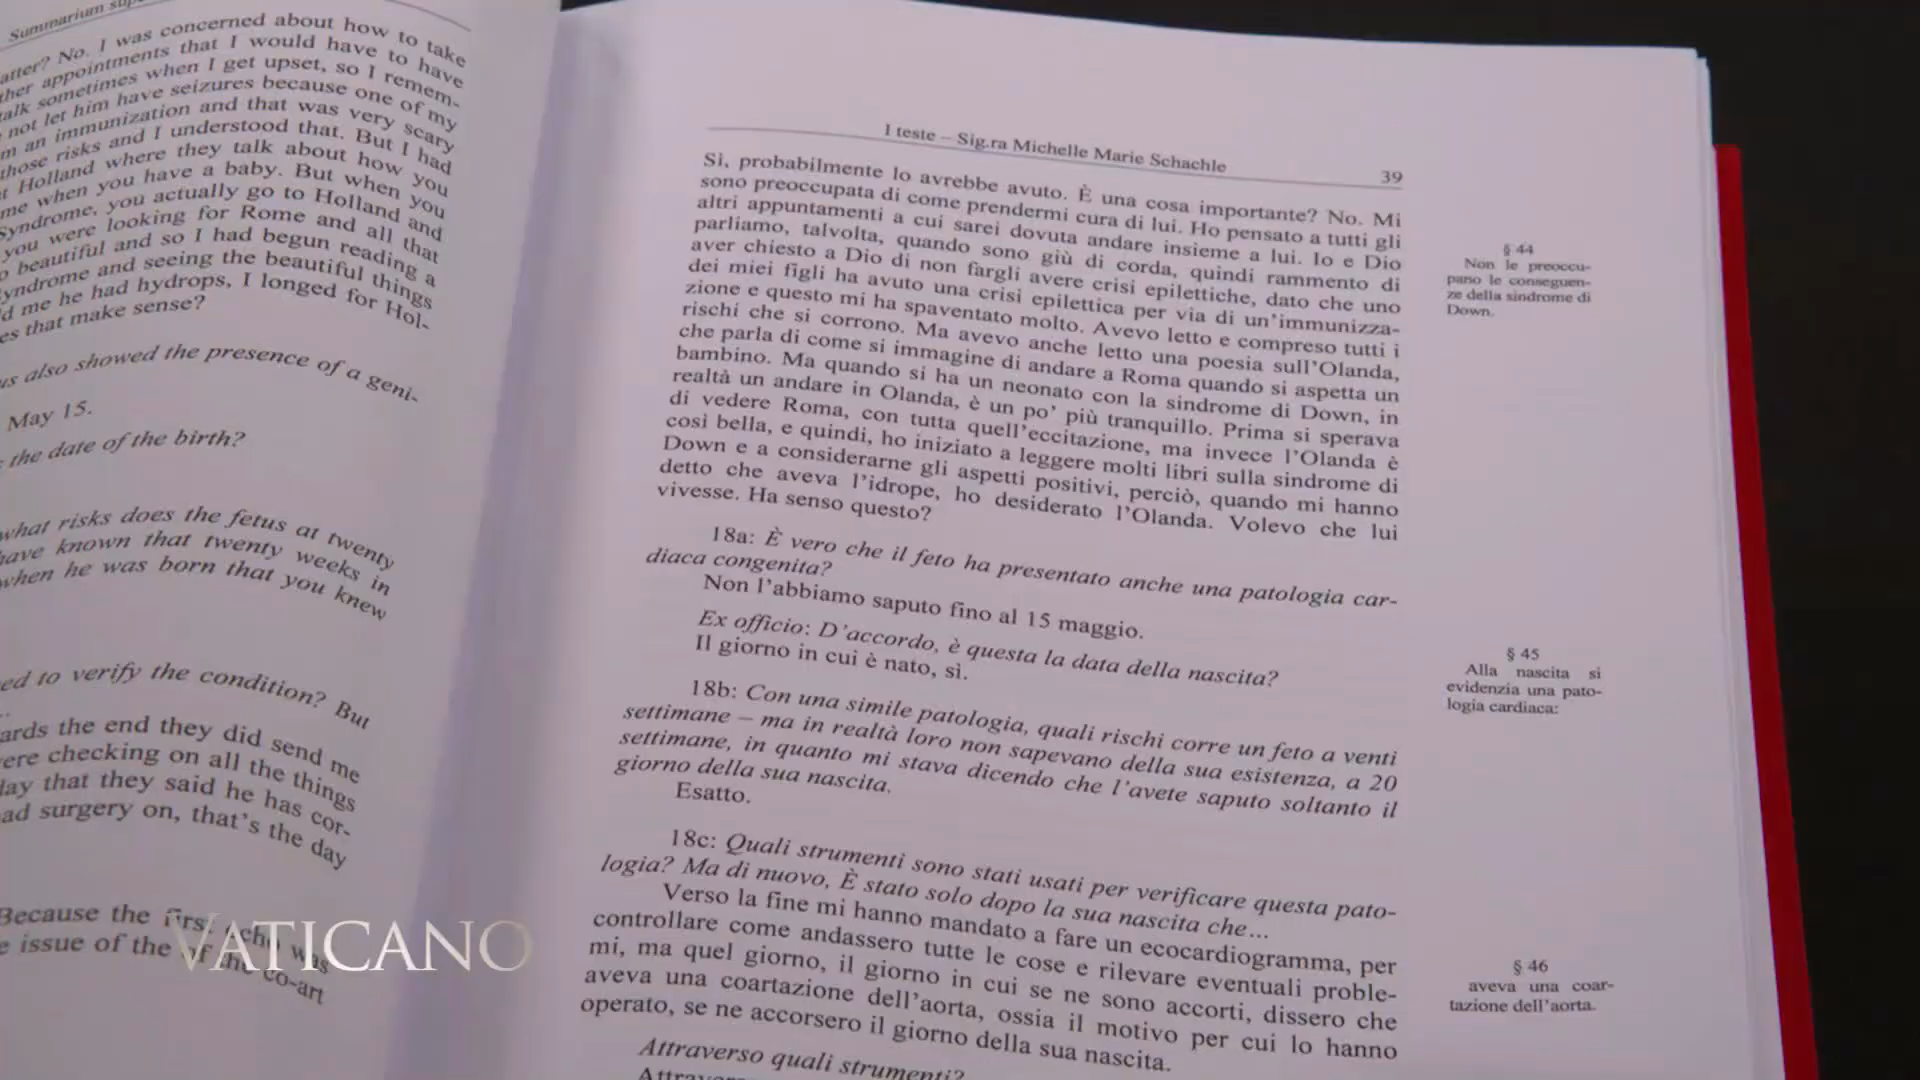 Summarium
atter? No. I was concerned about how to take
ther appointments that I would have to have
talk sometimes when I get upset, so I remem-
not let him have seizures because one of my
m an immunization and that was very scary
those risks and I understood that. But I had
t Holland where they talk about how you
me when you have a baby. But when you
Syndrome, you actually go to Holland and
you were looking for Rome and all that
o beautiful and so I had begun reading a
yndrome and seeing the beautiful things
d me he had hydrops, I longed for Hol-
es that make sense?
us also showed the presence of a geni-
May 15.
the date of the birth?
what risks does the fetus at twenty
have known that twenty weeks in
when he was born that you knew
ed to verify the condition? But
ards the end they did send me
ere checking on all the things
day that they said he has cor-
ad surgery on, that's the day
Because the first echo was
e issue of the of the co-art
VATICANO
I teste – Sig.ra Michelle Marie Schachle
39
Sì, probabilmente lo avrebbe avuto. È una cosa importante? No. Mi
sono preoccupata di come prendermi cura di lui. Ho pensato a tutti gli
altri appuntamenti a cui sarei dovuta andare insieme a lui. Io e Dio
parliamo, talvolta, quando sono giù di corda, quindi rammento di
aver chiesto a Dio di non fargli avere crisi epilettiche, dato che uno
dei miei figli ha avuto una crisi epilettica per via di un'immunizza-
zione e questo mi ha spaventato molto. Avevo letto e compreso tutti i
rischi che si corrono. Ma avevo anche letto una poesia sull'Olanda,
che parla di come si immagine di andare a Roma quando si aspetta un
bambino. Ma quando si ha un neonato con la sindrome di Down, in
realtà un andare in Olanda, è un po' più tranquillo. Prima si sperava
di vedere Roma, con tutta quell'eccitazione, ma invece l'Olanda è
così bella, e quindi, ho iniziato a leggere molti libri sulla sindrome di
Down e a considerarne gli aspetti positivi, perciò, quando mi hanno
detto che aveva l'idrope, ho desiderato l'Olanda. Volevo che lui
vivesse. Ha senso questo?
18a: È vero che il feto ha presentato anche una patologia car-
diaca congenita?
Non l'abbiamo saputo fino al 15 maggio.
Ex officio: D'accordo, è questa la data della nascita?
Il giorno in cui è nato, sì.
18b: Con una simile patologia, quali rischi corre un feto a venti
settimane – ma in realtà loro non sapevano della sua esistenza, a 20
settimane, in quanto mi stava dicendo che l'avete saputo soltanto il
giorno della sua nascita.
Esatto.
18c: Quali strumenti sono stati usati per verificare questa pato-
logia? Ma di nuovo, È stato solo dopo la sua nascita che…
Verso la fine mi hanno mandato a fare un ecocardiogramma, per
controllare come andassero tutte le cose e rilevare eventuali proble-
mi, ma quel giorno, il giorno in cui se ne sono accorti, dissero che
aveva una coartazione dell'aorta, ossia il motivo per cui lo hanno
operato, se ne accorsero il giorno della sua nascita.
Attraverso quali strumenti?
§ 44
Non le preoccu-
pano le conseguen-
ze della sindrome di
Down.
§ 45
Alla nascita si
evidenzia una pato-
logia cardiaca:
§ 46
aveva una coar-
tazione dell'aorta.